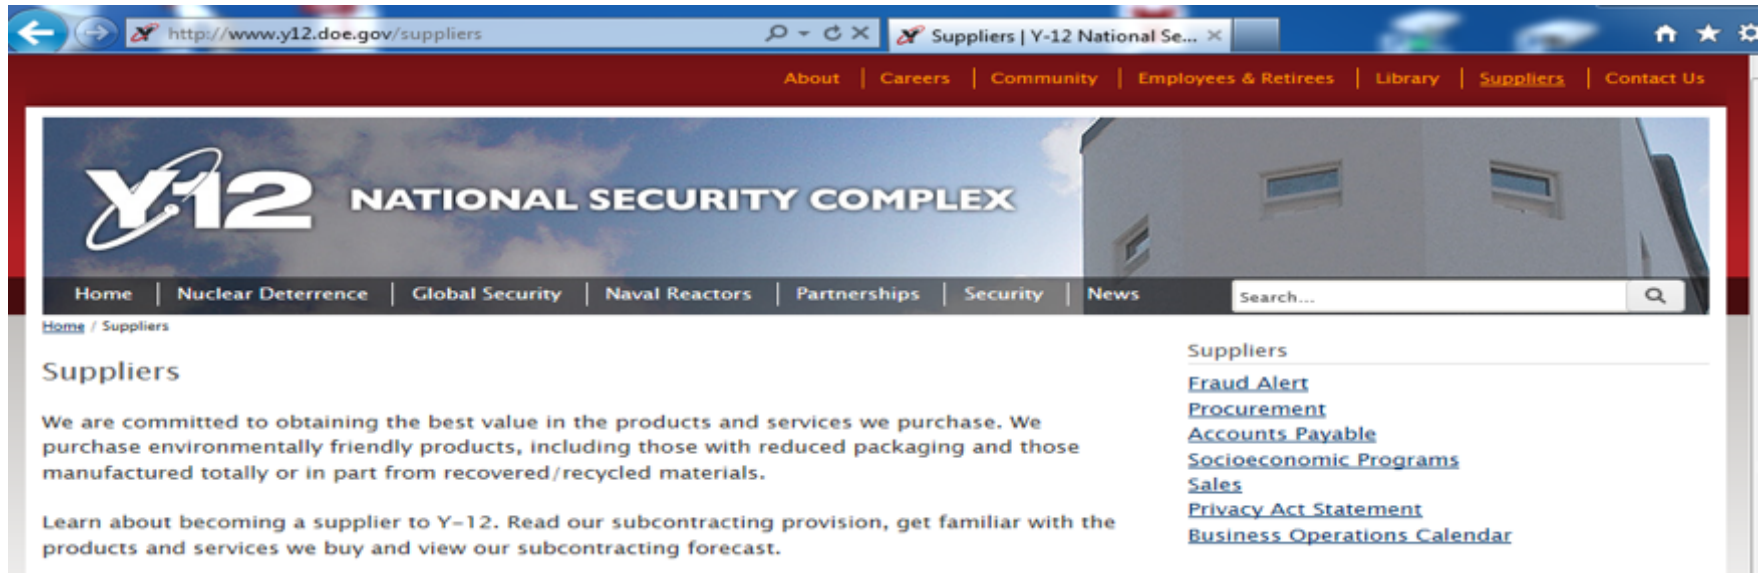 http://www.y12.doe.gov/suppliers
Suppliers | Y-12 National Se...
About | Careers | Community | Employees & Retirees | Library | Suppliers | Contact Us
Y-12 NATIONAL SECURITY COMPLEX
Home | Nuclear Deterrence | Global Security | Naval Reactors | Partnerships | Security | News
Search...
Home / Suppliers
Suppliers
We are committed to obtaining the best value in the products and services we purchase. We
purchase environmentally friendly products, including those with reduced packaging and those
manufactured totally or in part from recovered/recycled materials.
Learn about becoming a supplier to Y-12. Read our subcontracting provision, get familiar with the
products and services we buy and view our subcontracting forecast.
Suppliers
Fraud Alert
Procurement
Accounts Payable
Socioeconomic Programs
Sales
Privacy Act Statement
Business Operations Calendar